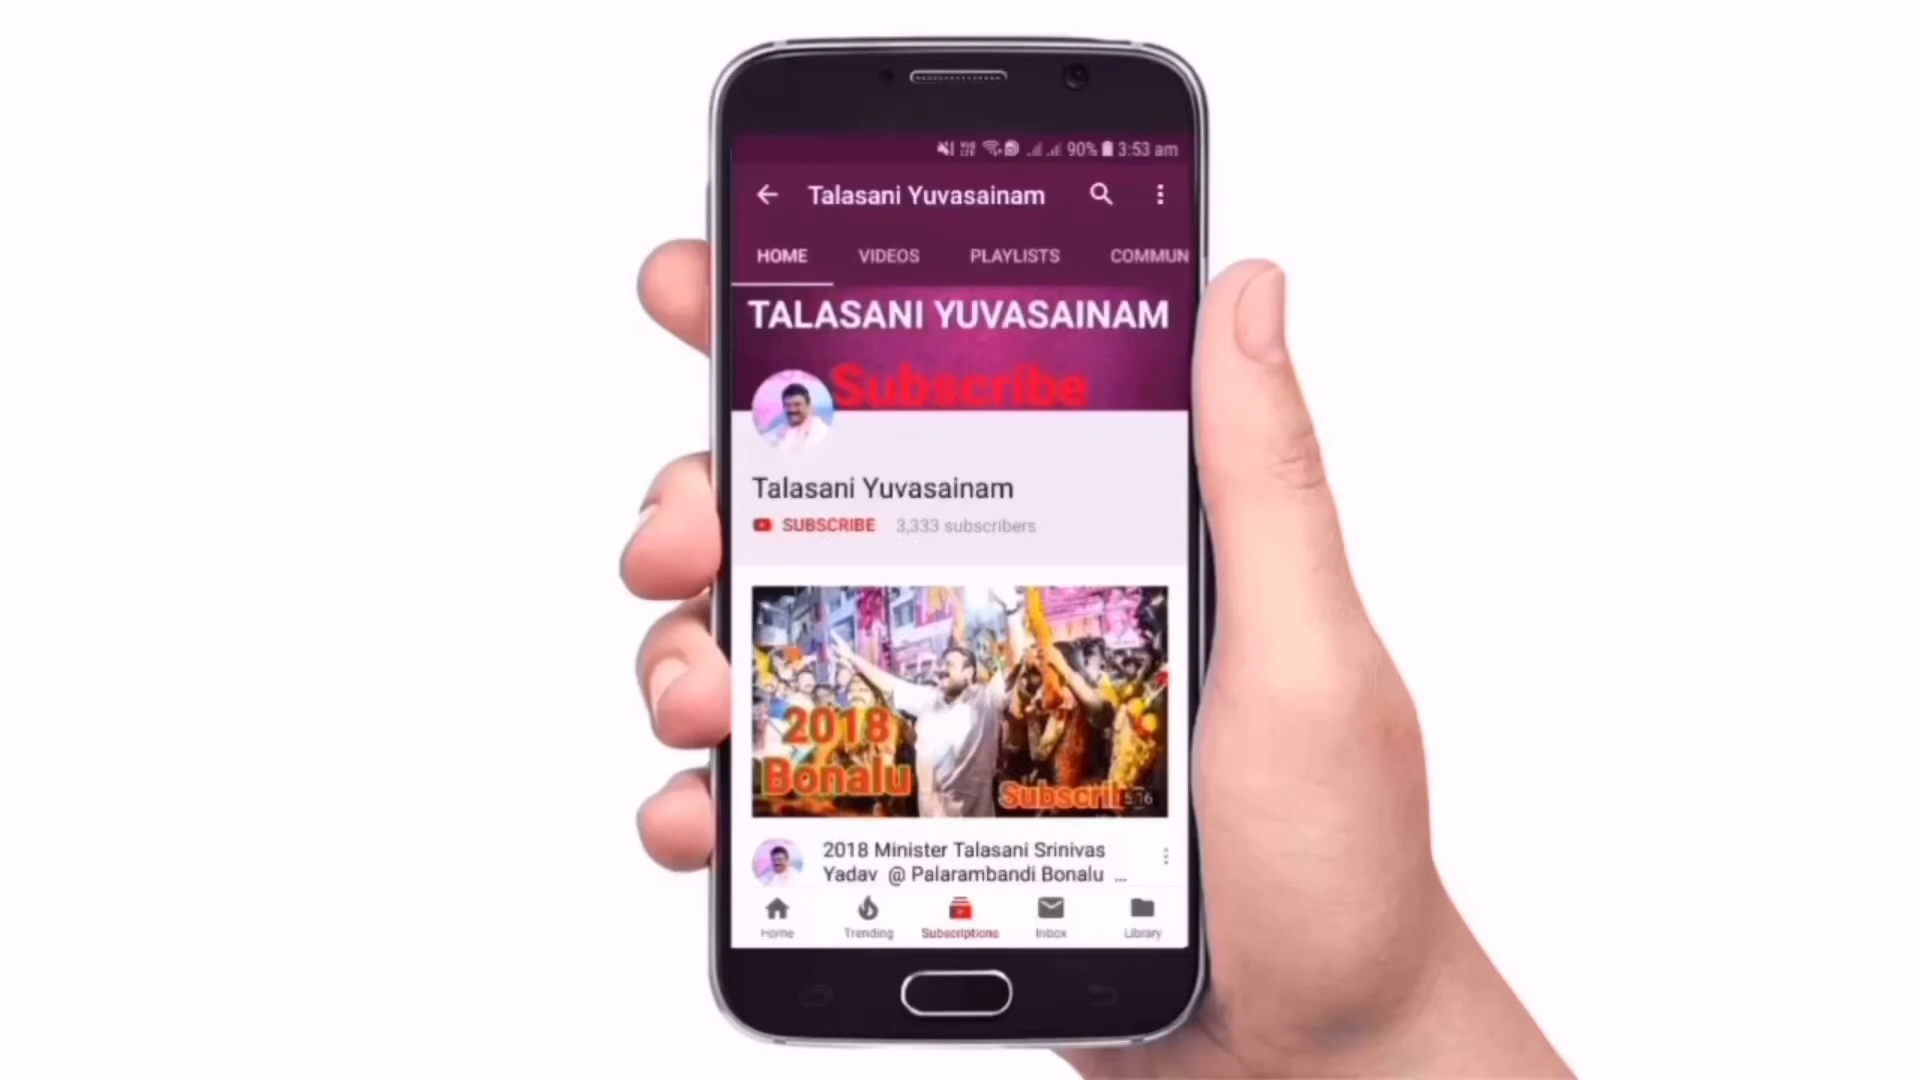 90% 3:53 am
Talasani Yuvasainam
HOME VIDEOS PLAYLISTS COMMUN
TALASANI YUVASAINAM
Subscribe
Talasani Yuvasainam
SUBSCRIBE 3,333 subscribers
2018
Bonalu
2018 Minister Talasani Srinivas
Yadav @ Palarambandi Bonalu ...
Home Trending Subscriptions Inbox Library